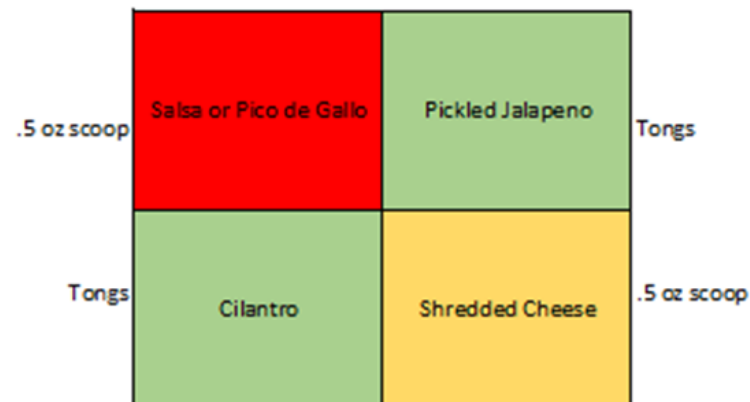 Salsa or Pico de Gallo
Pickled Jalapeno
.5 oz scoop
Tongs
Tongs
.5 oz scoop
Cilantro
Shredded Cheese